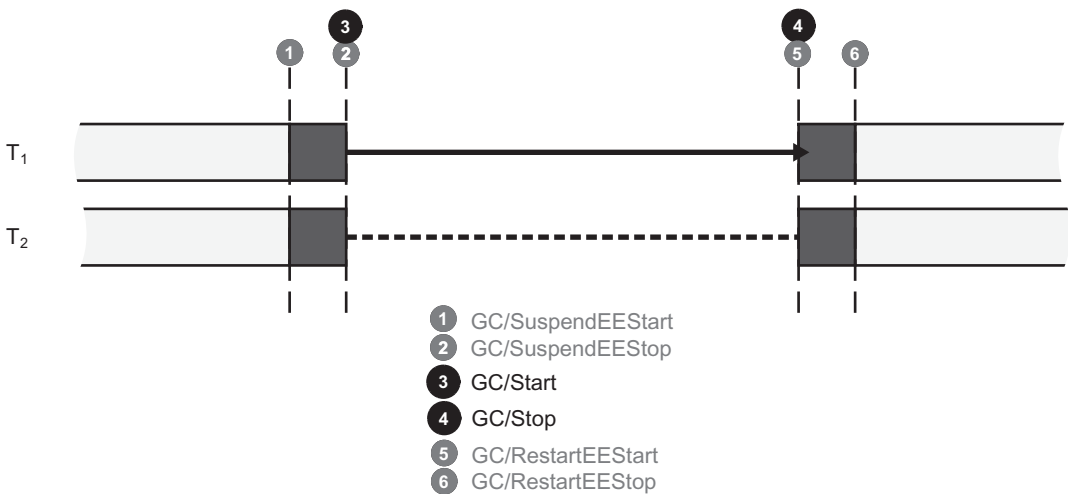 3
4
1
2
5
6
T₁
T₂
1 GC/SuspendEEStart
2 GC/SuspendEEStop
3 GC/Start
4 GC/Stop
5 GC/RestartEEStart
6 GC/RestartEEStop